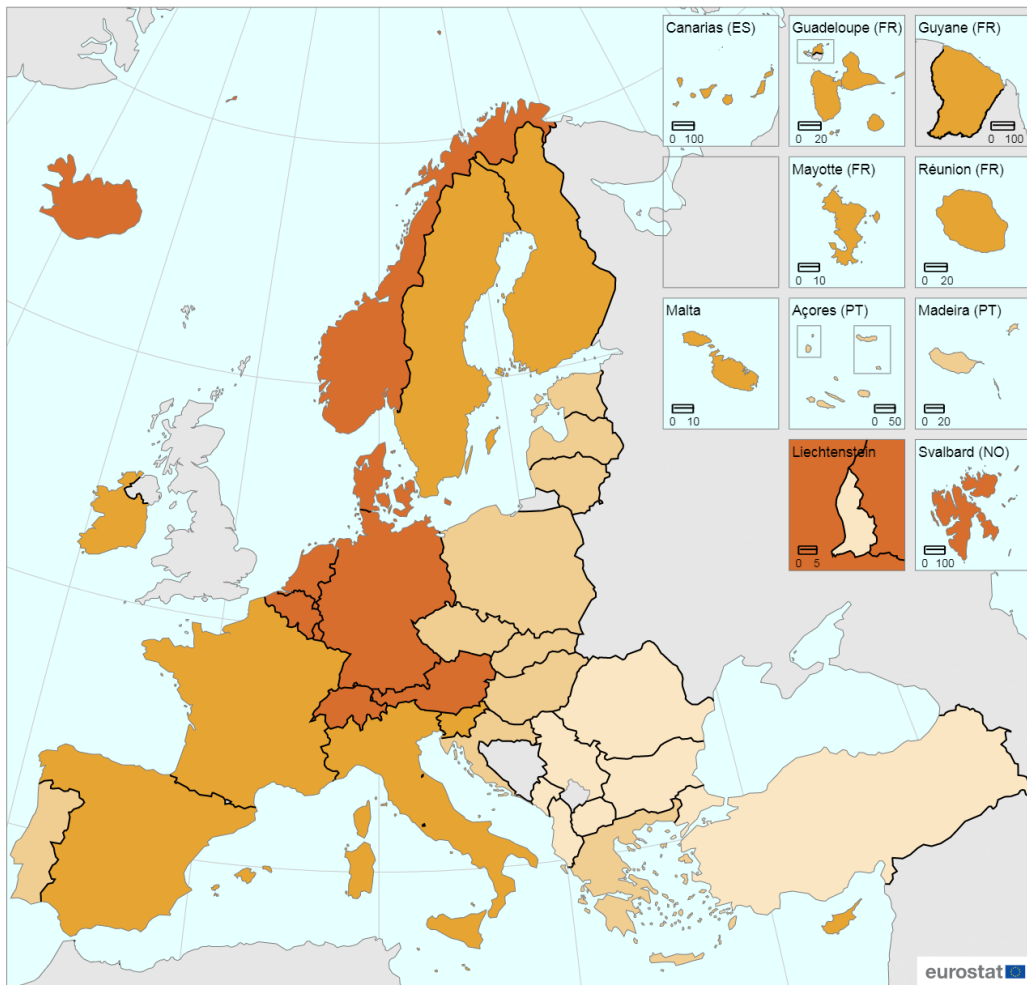 Canarias (ES)
0 100
Guadeloupe (FR)
0 20
Guyane (FR)
0 100
Mayotte (FR)
0 10
Réunion (FR)
0 20
Malta
0 10
Açores (PT)
0 50
Madeira (PT)
0 20
Liechtenstein
0 5
Svalbard (NO)
0 100
eurostat